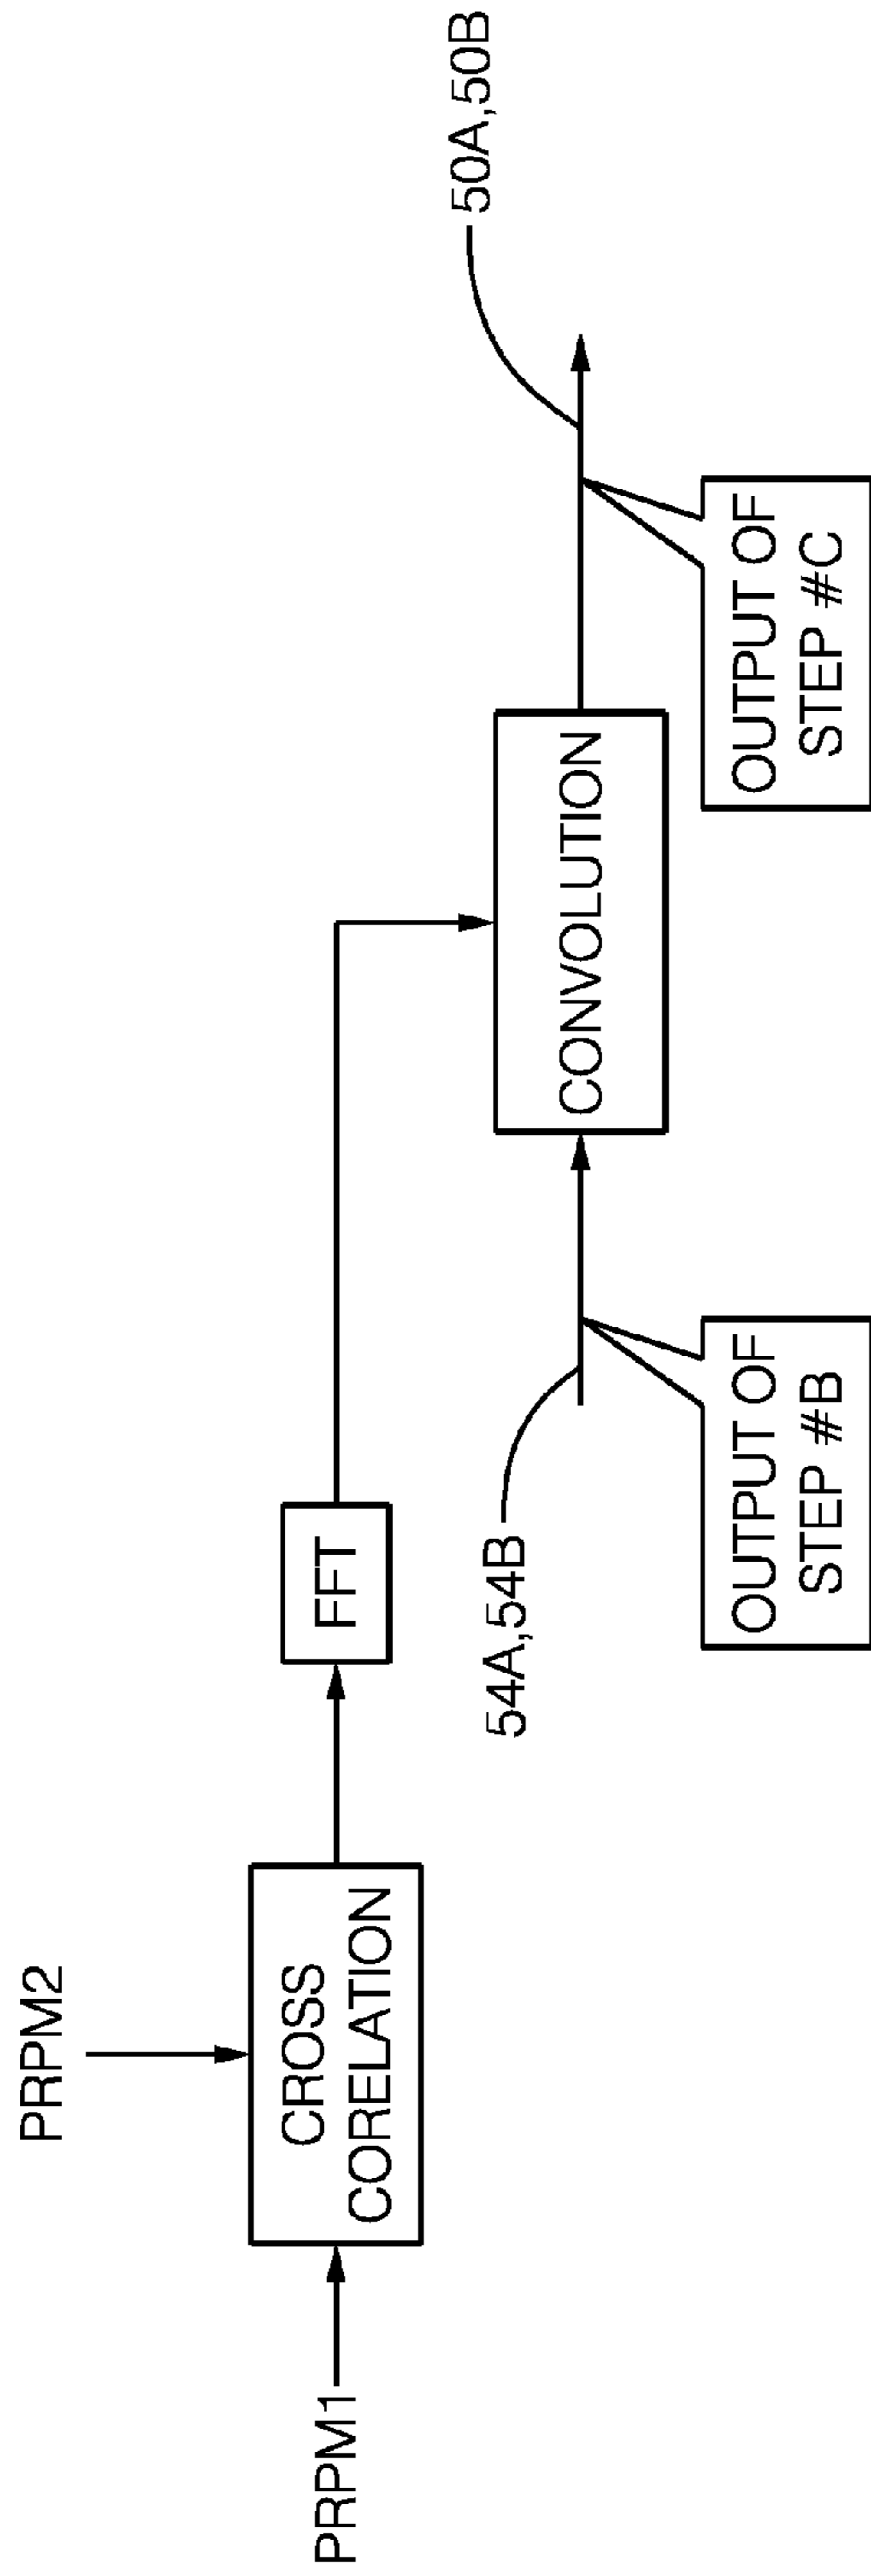 PRPM2
PRPM1
CROSS
CORELATION
FFT
54A,54B
OUTPUT OF
STEP #B
CONVOLUTION
50A,50B
OUTPUT OF
STEP #C